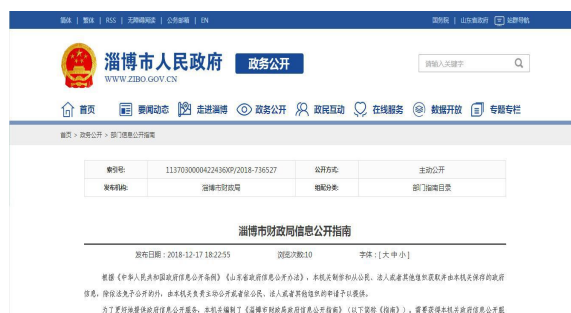 简体 | 繁体 | RSS | 无障碍阅读 | 公务邮箱 | EN
国务院 | 山东省政府 站群导航
淄博市人民政府 政务公开
WWW.ZIBO.GOV.CN
请输入关键字
首页 要闻动态 走进淄博 政务公开 政民互动 在线服务 数据开放 专题专栏
首页 > 政务公开 > 部门信息公开指南
索引号: 1137030000422436XP/2018-736527 公开方式: 主动公开
发布机构: 淄博市财政局 组配分类: 部门指南目录
淄博市财政局信息公开指南
发布日期：2018-12-17 18:22:55 浏览次数:10 字体：[ 大 中 小 ]
根据《中华人民共和国政府信息公开条例》《山东省政府信息公开办法》，本机关制作和从公民、法人或者其他组织获取并由本机关保存的政府
信息，除依法免予公开的外，由本机关负责主动公开或者依公民、法人或者其他组织的申请予以提供。
为了更好地提供政府信息公开服务，本机关编制了《淄博市财政局政府信息公开指南》（以下简称《指南》）。需要获得本机关政府信息公开服